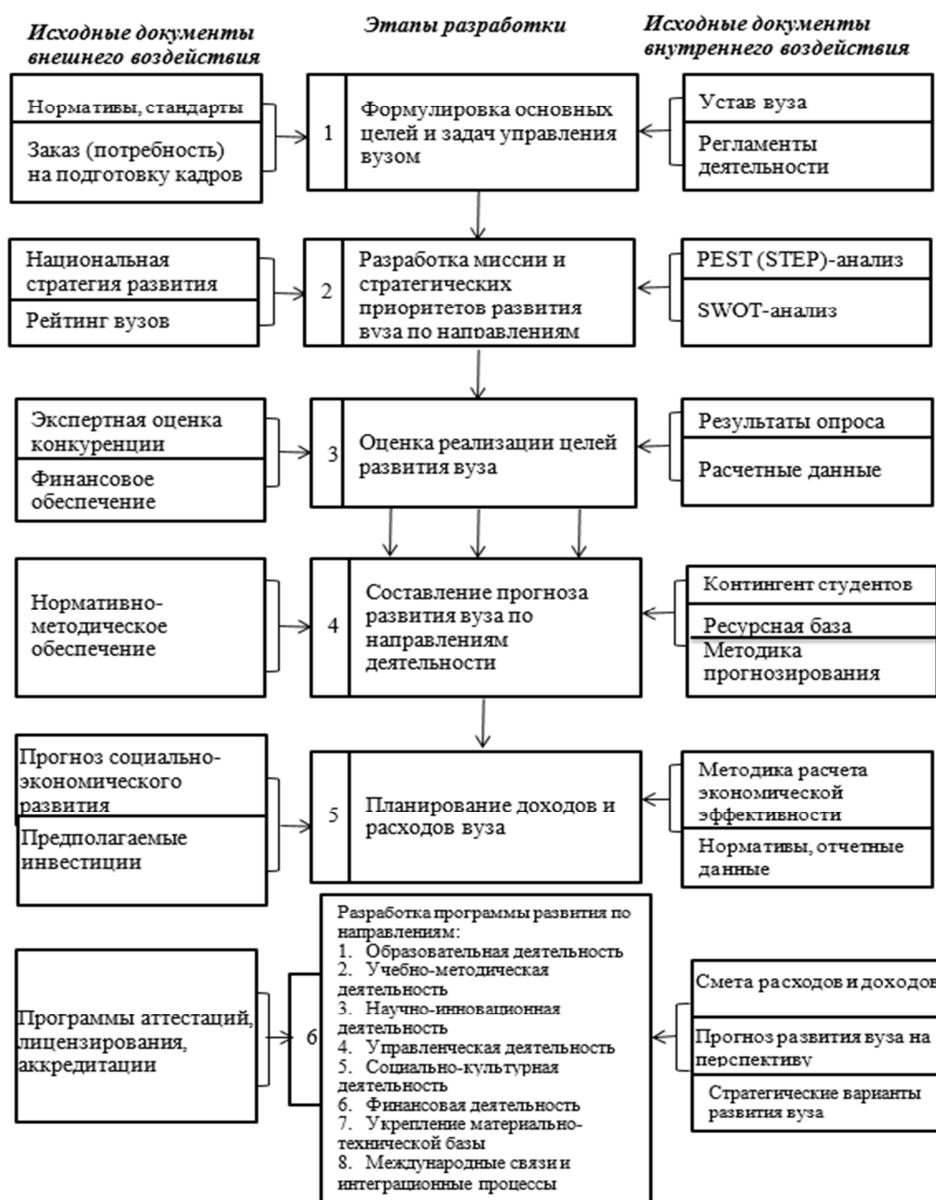 Исходные документы
внешнего воздействия
Этапы разработки
Исходные документы
внутреннего воздействия
Нормативы, стандарты
Заказ (потребность)
на подготовку кадров
1
Формулировка основных
целей и задач управления
вузом
Устав вуза
Регламенты
деятельности
Национальная
стратегия развития
Рейтинг вузов
2
Разработка миссии и
стратегических
приоритетов развития
вуза по направлениям
PEST (STEP)-анализ
SWOT-анализ
Экспертная оценка
конкуренции
Финансовое
обеспечение
3
Оценка реализации целей
развития вуза
Результаты опроса
Расчетные данные
Нормативно-
методическое
обеспечение
4
Составление прогноза
развития вуза по
направлениям
деятельности
Контингент студентов
Ресурсная база
Методика
прогнозирования
Прогноз социально-
экономического
развития
Предполагаемые
инвестиции
5
Планирование доходов и
расходов вуза
Методика расчета
экономической
эффективности
Нормативы, отчетные
данные
Программы аттестаций,
лицензирования,
аккредитации
6
Разработка программы развития по
направлениям:
1. Образовательная деятельность
2. Учебно-методическая
деятельность
3. Научно-инновационная
деятельность
4. Управленческая деятельность
5. Социально-культурная
деятельность
6. Финансовая деятельность
7. Укрепление материально-
технической базы
8. Международные связи и
интеграционные процессы
Смета расходов и доходов
Прогноз развития вуза на
перспективу
Стратегические варианты
развития вуза